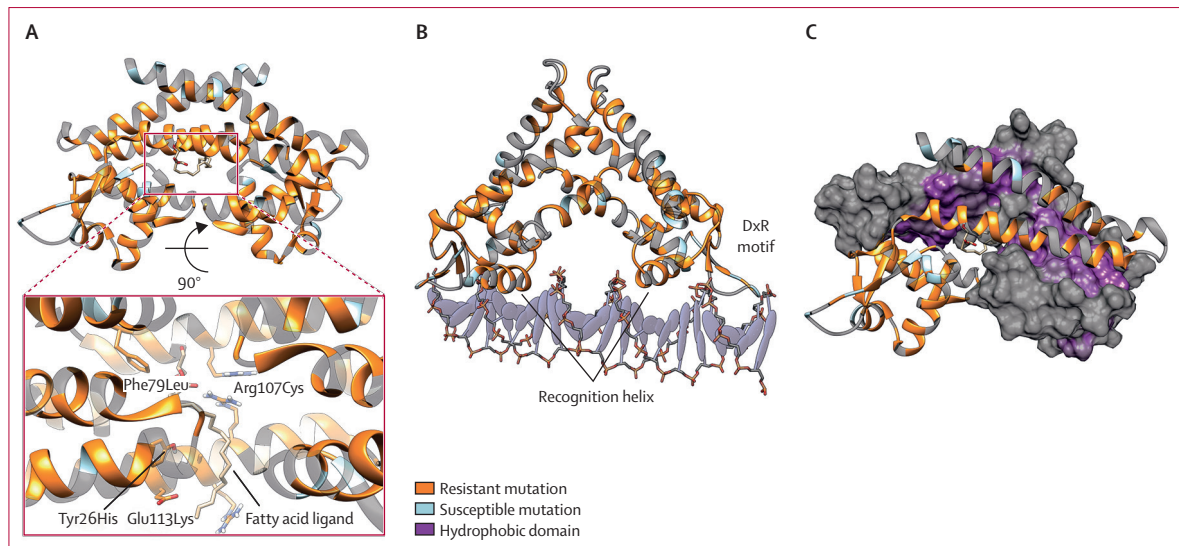 A
B
C
90°
DxR
motif
Phe79Leu
Arg107Cys
Recognition helix
Tyr26His
Glu113Lys
Fatty acid ligand
Resistant mutation
Susceptible mutation
Hydrophobic domain